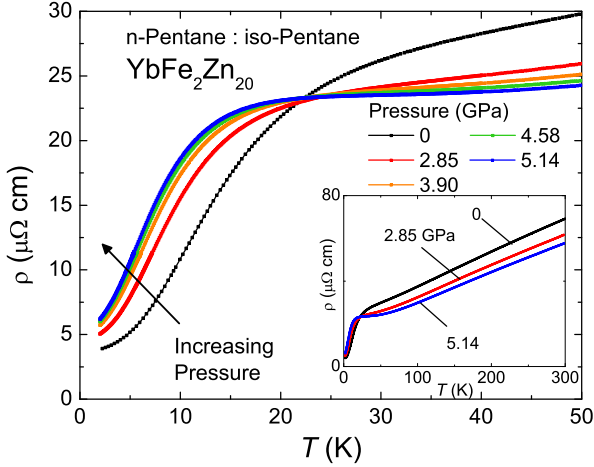 30
25
20
15
10
5
0
ρ (μΩ cm)
n-Pentane : iso-Pentane
YbFe₂Zn₂₀
Pressure (GPa)
0 4.58
2.85 5.14
3.90
Increasing
Pressure
80
0
ρ (μΩ cm)
0
2.85 GPa
5.14
0 100 200 300
T (K)
0 10 20 30 40 50
T (K)